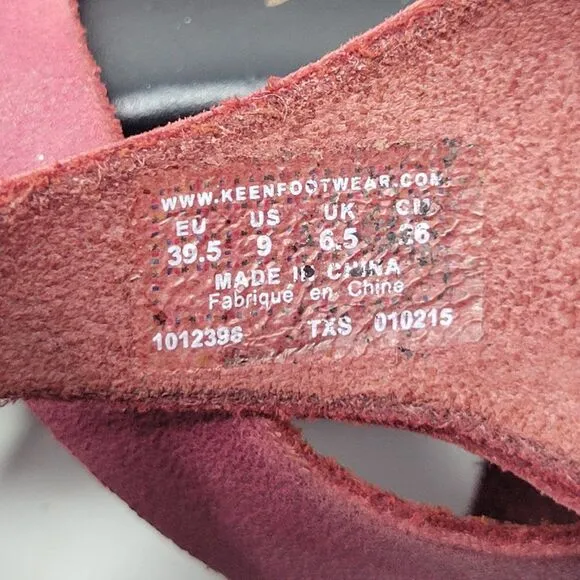 WWW.KEENFOOTWEAR.COM
EU US UK CM
39.5 9 6.5 26
MADE IN CHINA
Fabriqué en Chine
1012396 TXS 010215